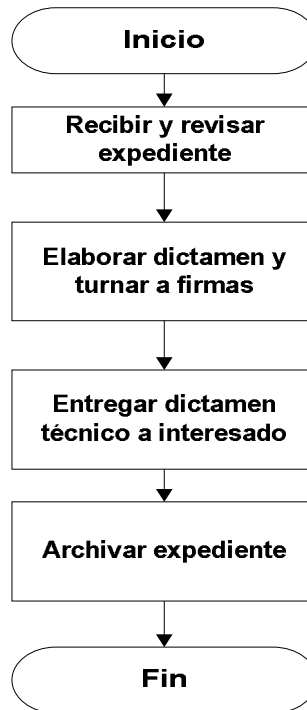 Inicio
Recibir y revisar
expediente
Elaborar dictamen y
turnar a firmas
Entregar dictamen
técnico a interesado
Archivar expediente
Fin